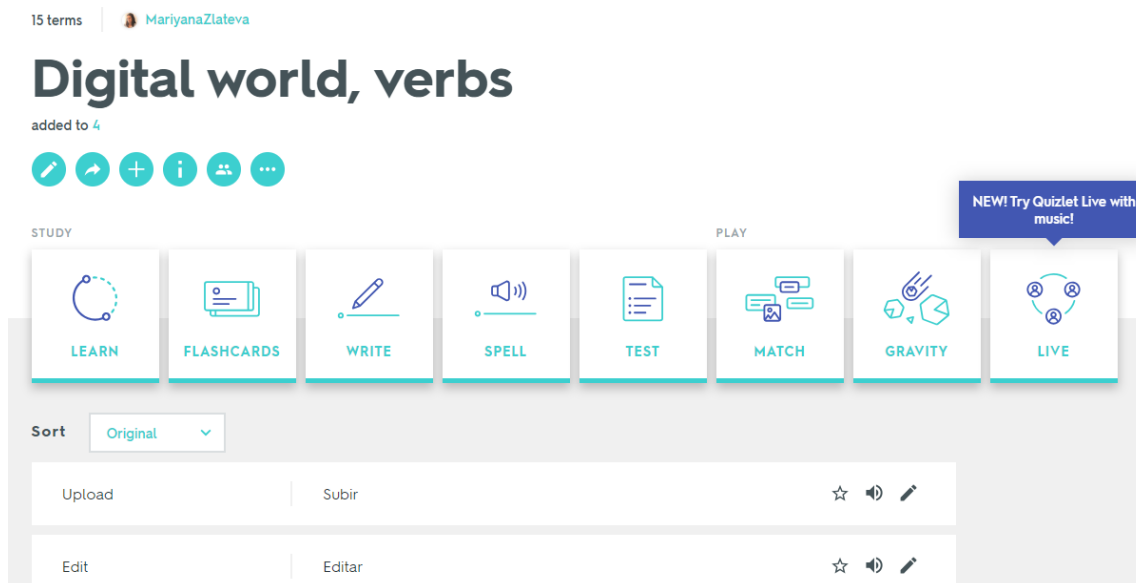 15 terms MariyanaZlateva
Digital world, verbs
added to 4
NEW! Try Quizlet Live with
music!
STUDY PLAY
LEARN FLASHCARDS WRITE SPELL TEST MATCH GRAVITY LIVE
Sort Original
Upload Subir
Edit Editar